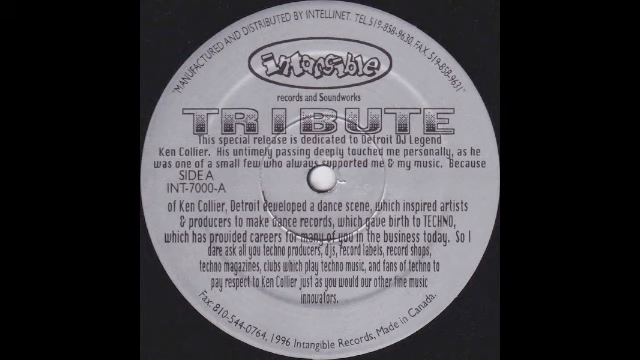 "MANUFACTURED AND DISTRIBUTED BY INTELLINET. TEL 519-858-9630, FAX 519-858-9631"
intangible
records and Soundworks
TRIBUTE
This special release is dedicated to Detroit DJ Legend
Ken Collier. His untimely passing deeply touched me personally, as he
was one of a small few who always supported me & my music. Because
SIDE A
INT-7000-A
of Ken Collier, Detroit developed a dance scene, which inspired artists
& producers to make dance records, which gave birth to TECHNO,
which has provided careers for many of you in the business today. So I
dare ask all you techno producers, djs, record labels, record shops,
techno magazines, clubs which play techno music, and fans of techno to
pay respect to Ken Collier just as you would our other fine music
innovators.
Fax: 810-544-0764, 1996 Intangible Records, Made in Canada.